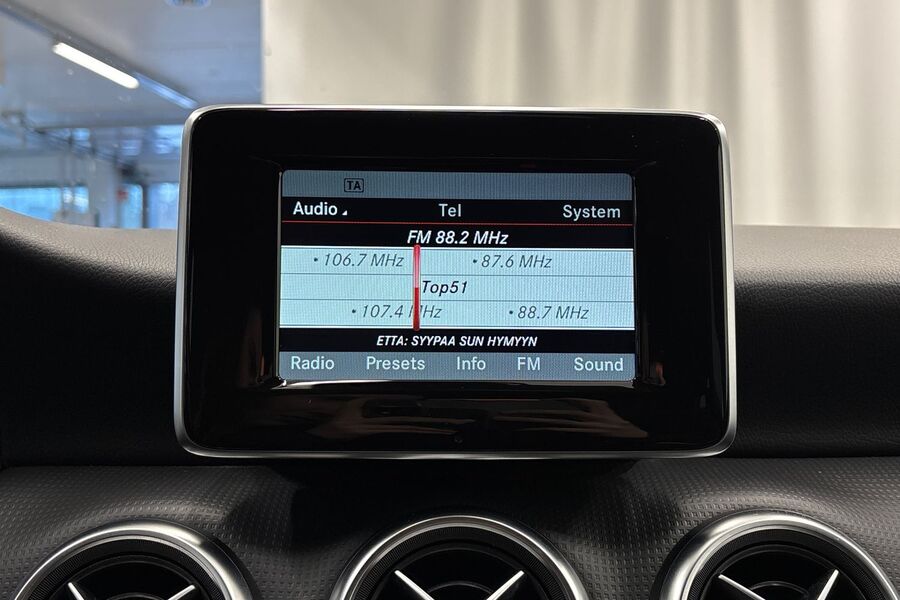 TA
Audio Tel System
FM 88.2 MHz
• 106.7 MHz • 87.6 MHz
Top51
• 107.4 MHz • 88.7 MHz
ETTA: SYYPAA SUN HYMYYN
Radio Presets Info FM Sound